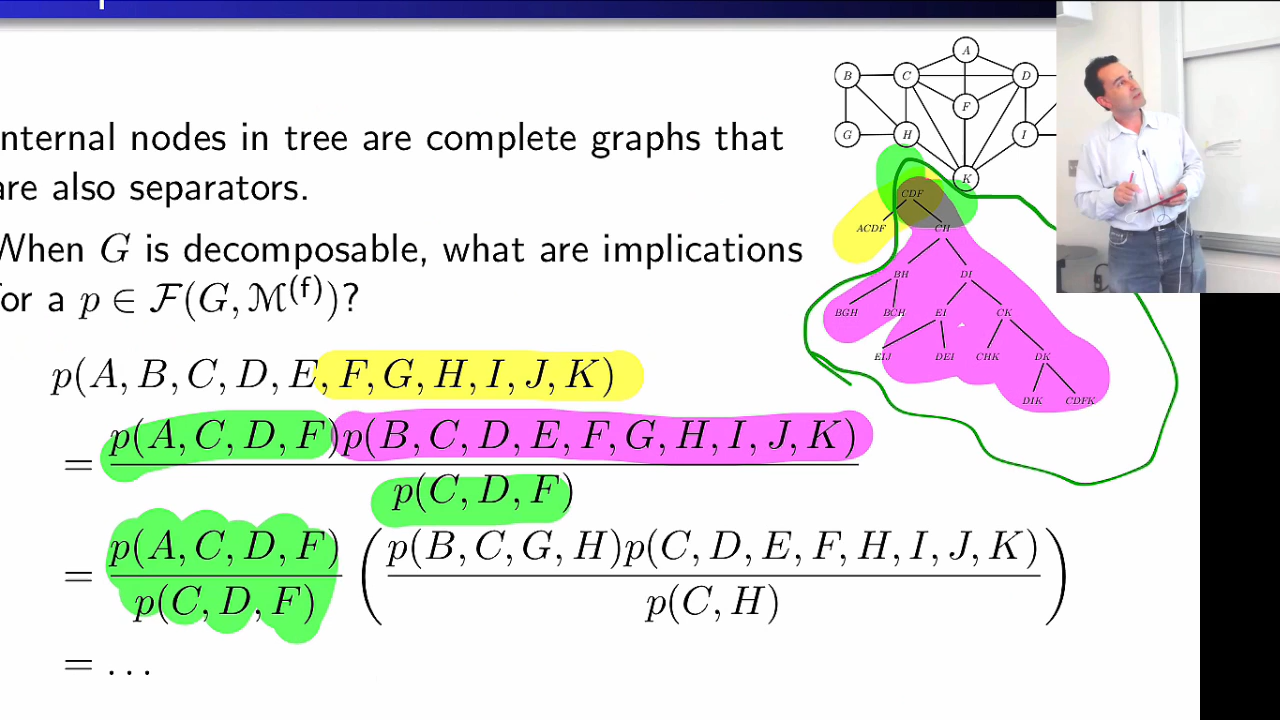 nternal nodes in tree are complete graphs that
are also separators.
When G is decomposable, what are implications
for a p ∈ F(G, M^(f))?
p(A, B, C, D, E, F, G, H, I, J, K)
= p(A, C, D, F)p(B, C, D, E, F, G, H, I, J, K) / p(C, D, F)
= p(A, C, D, F) / p(C, D, F) ( p(B, C, G, H)p(C, D, E, F, H, I, J, K) / p(C, H) )
= ...
A
B C D
F
G H I
K
CDF
ACDF CH
BH DI
BGH BCH EI CK
EIJ DEI CHK DK
DIK CDFK